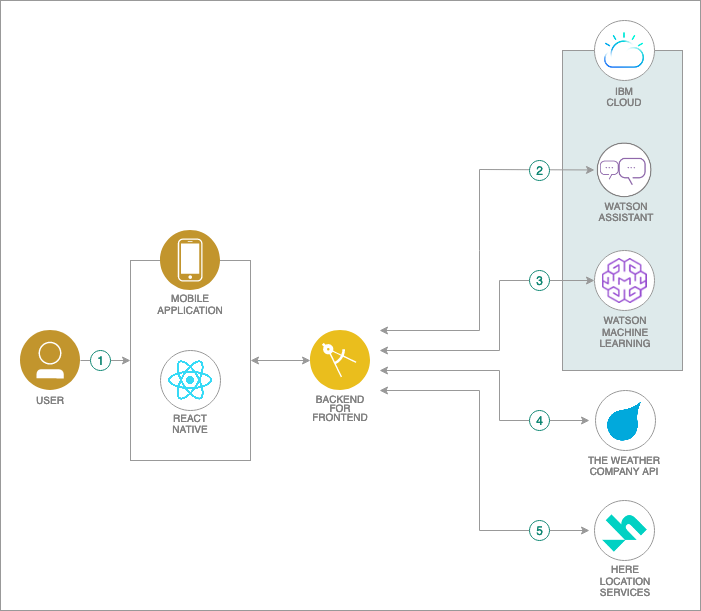 IBM
CLOUD
2
WATSON
ASSISTANT
3
WATSON
MACHINE
LEARNING
MOBILE
APPLICATION
1
USER
REACT
NATIVE
BACKEND
FOR
FRONTEND
4
THE WEATHER
COMPANY API
5
HERE
LOCATION
SERVICES